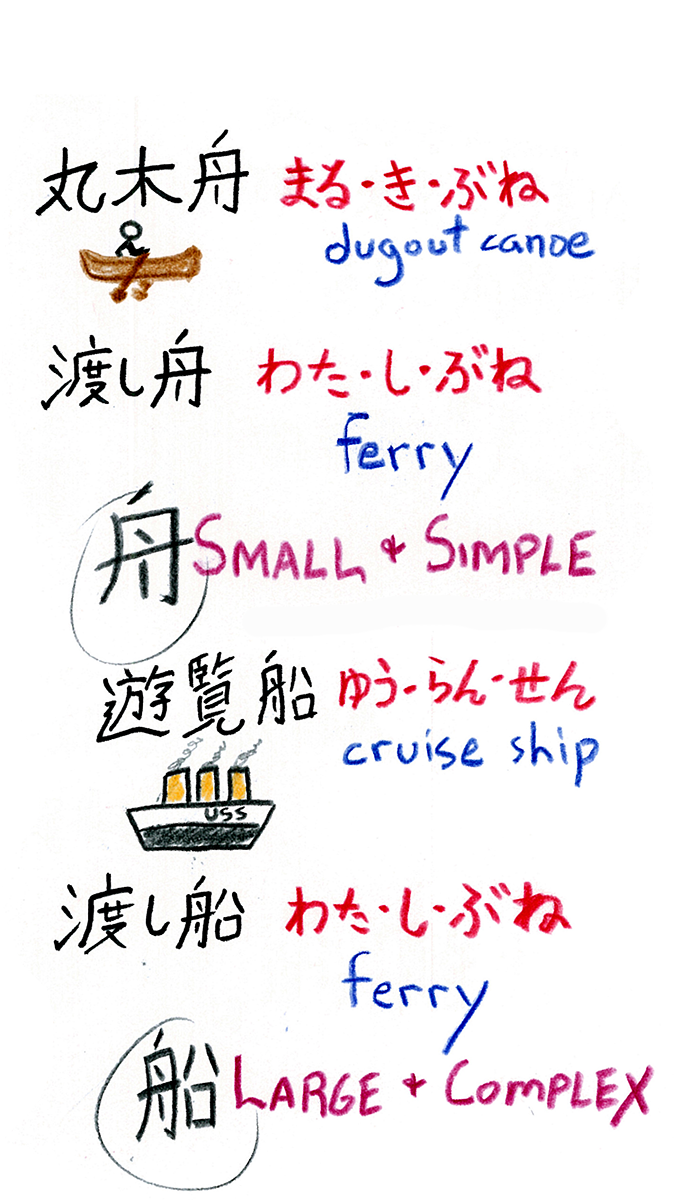 丸木舟 まる・き・ぶね
dugout canoe
渡し舟 わた・し・ぶね
ferry
舟 SMALL + SIMPLE
遊覧船 ゆう・らん・せん
cruise ship
USS
渡し船 わた・し・ぶね
ferry
船 LARGE + COMPLEX